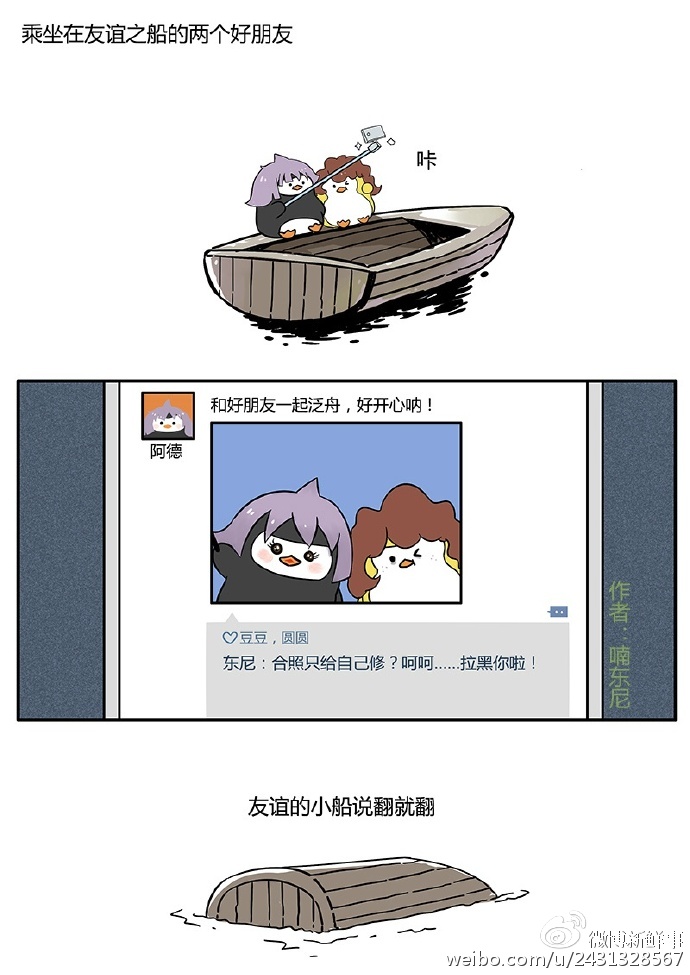 乘坐在友谊之船的两个好朋友
咔
和好朋友一起泛舟，好开心呐！
阿德
豆豆，圆圆
东尼：合照只给自己修？呵呵……拉黑你啦！
作者：喃东尼
友谊的小船说翻就翻
微博新鲜事
weibo.com/u/2431328567